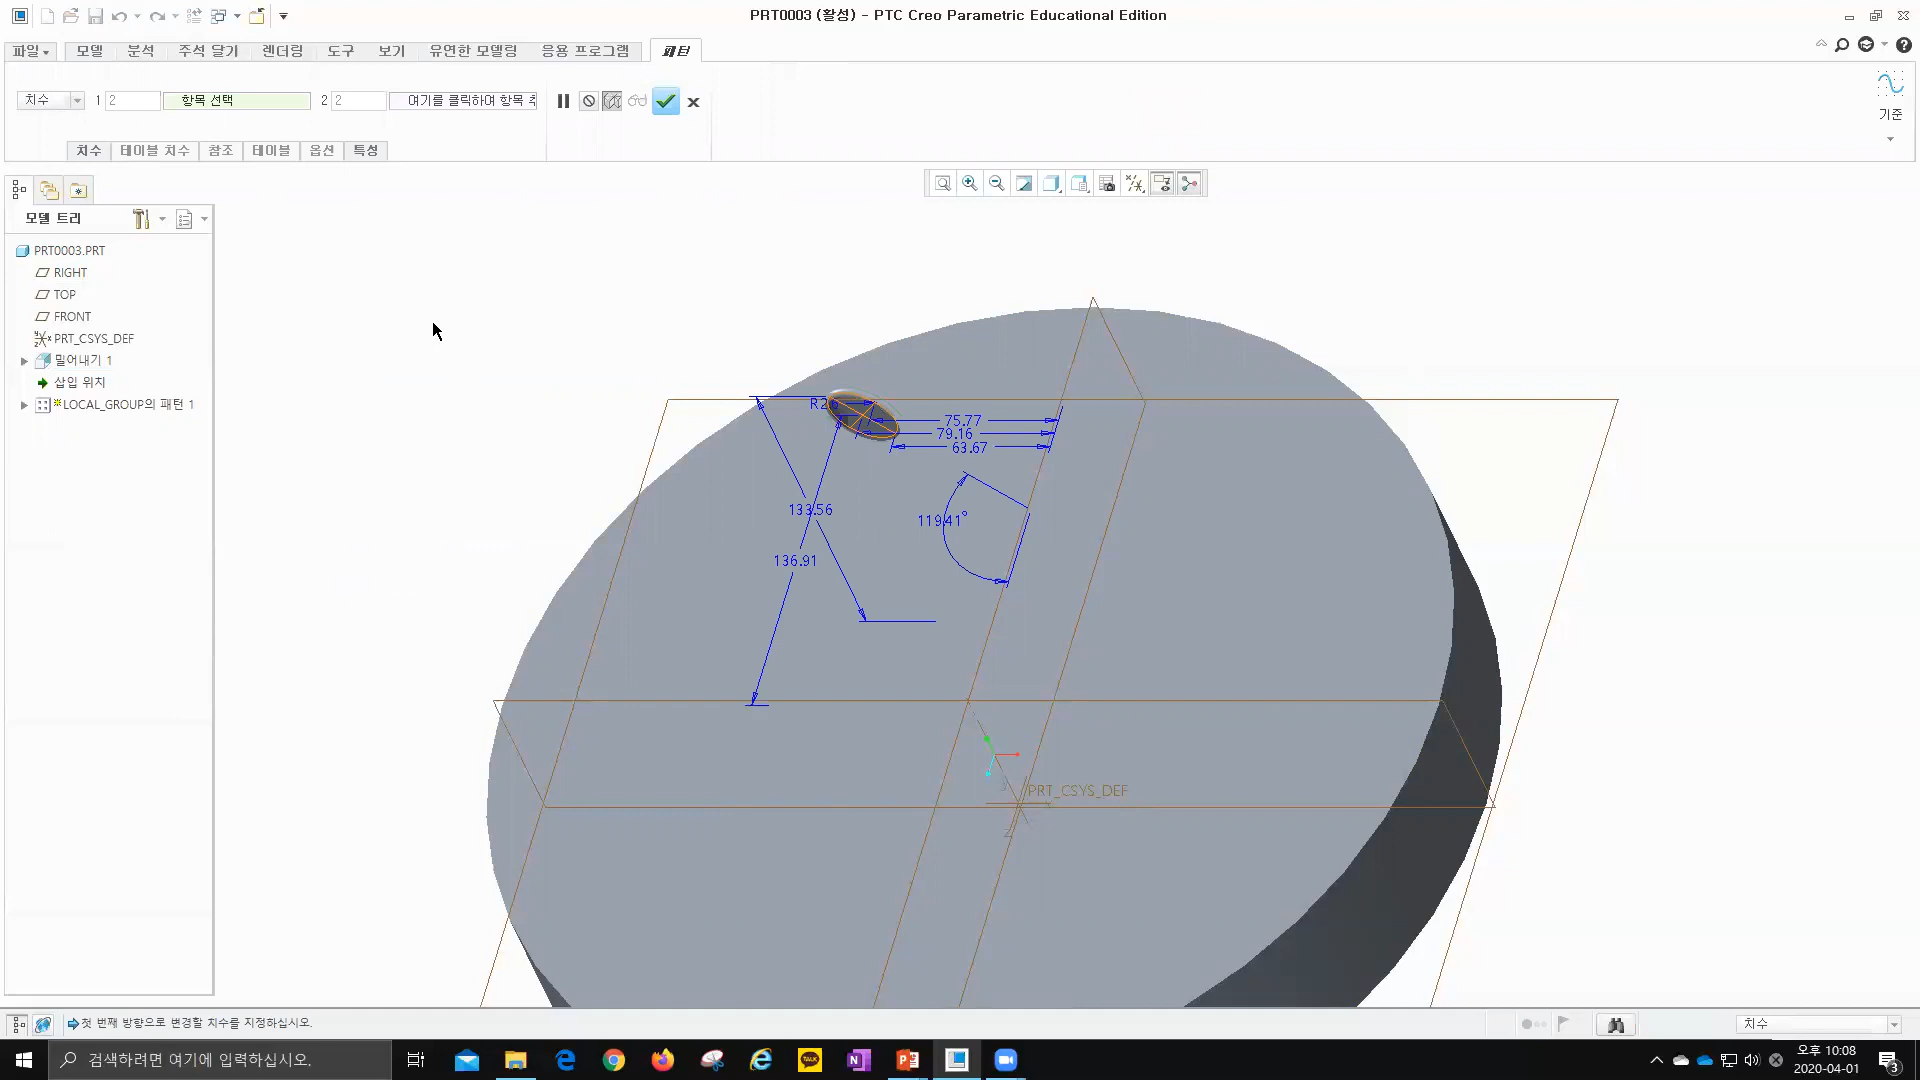 PRT0003 (활성) - PTC Creo Parametric Educational Edition
파일 모델 분석 주석 달기 렌더링 도구 보기 유연한 모델링 응용 프로그램 패턴
치수 1 2 항목 선택 2 2 여기를 클릭하여 항목 추
기준
치수 테이블 치수 참조 테이블 옵션 특성
모델 트리
PRT0003.PRT
RIGHT
TOP
FRONT
PRT_CSYS_DEF
밀어내기 1
삽입 위치
LOCAL_GROUP의 패턴 1
75.77
79.16
63.67
133.56
119.41°
136.91
PRT_CSYS_DEF
Z
첫 번째 방향으로 변경할 치수를 지정하십시오.
치수
검색하려면 여기에 입력하십시오.
TALK
오후 10:08
2020-04-01
3